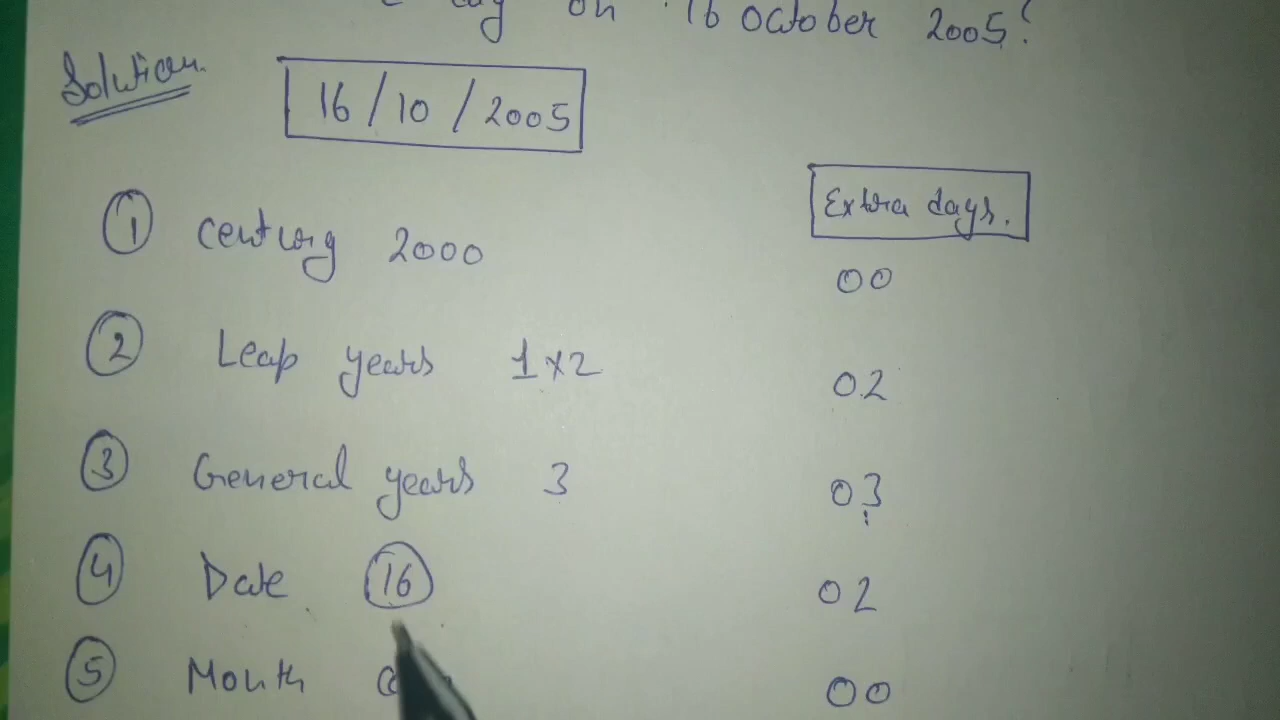 on 16 october 2005?
Solution
16 / 10 / 2005
Extra days.
① Century 2000 00
② Leap years 1×2 02
③ General years 3 03
④ Date 16 02
⑤ Month 00